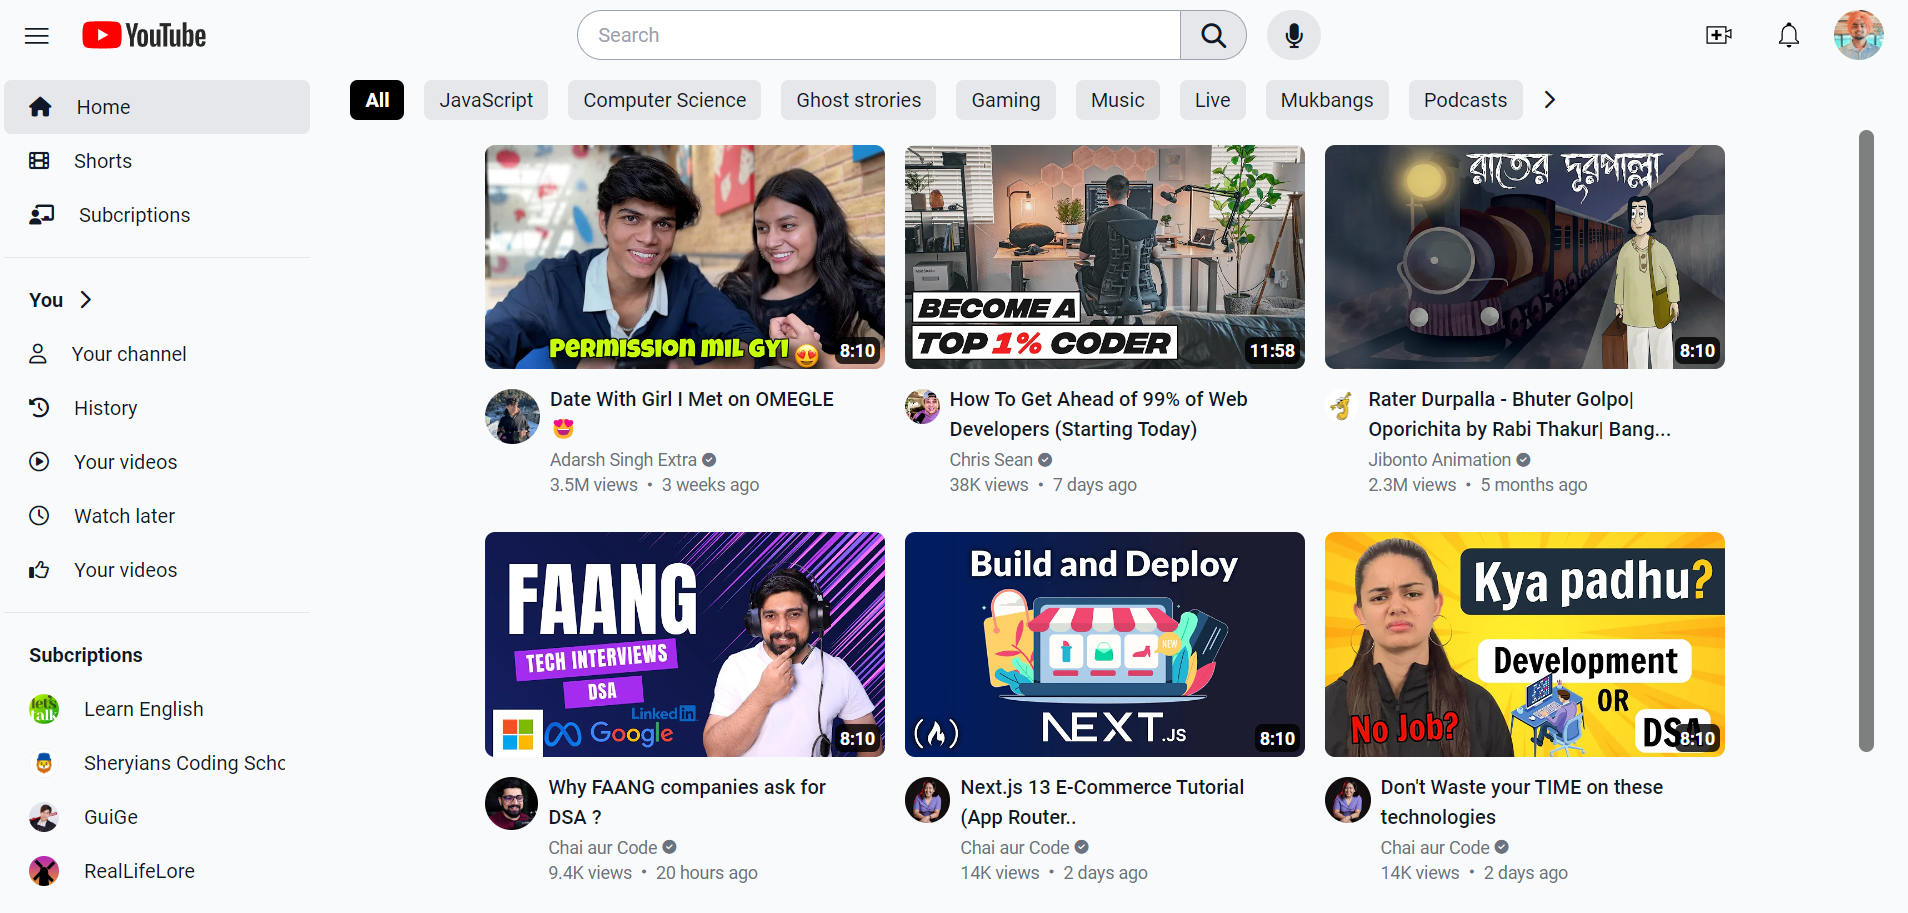 YouTube
Search
Home
Shorts
Subcriptions
You
Your channel
History
Your videos
Watch later
Your videos
Subcriptions
Learn English
Sheryians Coding Scho
GuiGe
RealLifeLore
All
JavaScript
Computer Science
Ghost strories
Gaming
Music
Live
Mukbangs
Podcasts
PERMISSION MIL GYI 😍
8:10
Date With Girl I Met on OMEGLE
😍
Adarsh Singh Extra
3.5M views • 3 weeks ago
BECOME A
TOP 1% CODER
11:58
How To Get Ahead of 99% of Web
Developers (Starting Today)
Chris Sean
38K views • 7 days ago
রাতের দূরপাল্লা
8:10
Rater Durpalla - Bhuter Golpo|
Oporichita by Rabi Thakur| Bang...
Jibonto Animation
2.3M views • 5 months ago
FAANG
TECH INTERVIEWS
DSA
LinkedIn
Google
8:10
Why FAANG companies ask for
DSA ?
Chai aur Code
9.4K views • 20 hours ago
Build and Deploy
NEW
NEXT.JS
8:10
Next.js 13 E-Commerce Tutorial
(App Router..
Chai aur Code
14K views • 2 days ago
Kya padhu?
Development
OR
No Job?
DSA
8:10
Don't Waste your TIME on these
technologies
Chai aur Code
14K views • 2 days ago